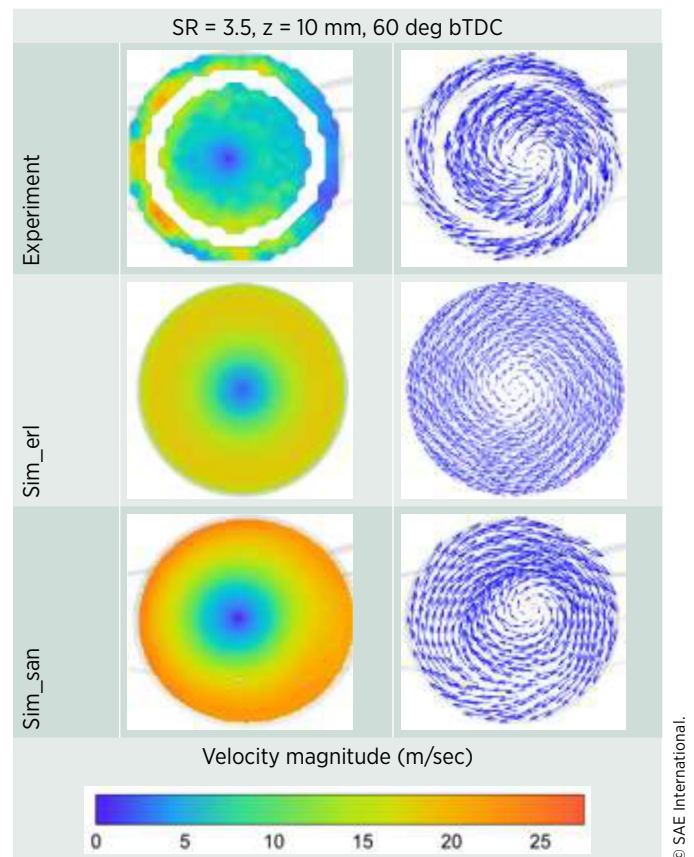 SR = 3.5, z = 10 mm, 60 deg bTDC
Experiment
Sim_erl
Sim_san
Velocity magnitude (m/sec)
0 5 10 15 20 25
© SAE International.